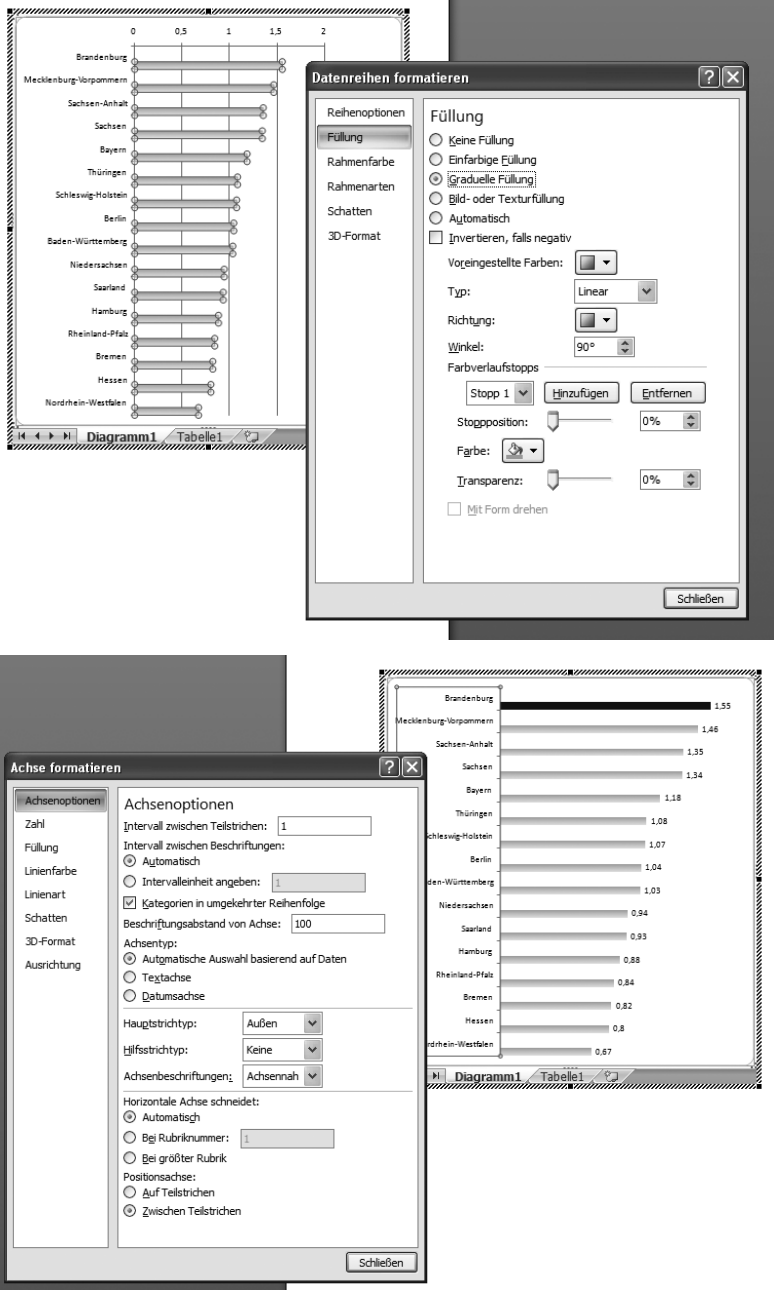 0 0,5 1 1,5 2
Brandenburg
Mecklenburg-Vorpommern
Sachsen-Anhalt
Sachsen
Bayern
Thüringen
Schleswig-Holstein
Berlin
Baden-Württemberg
Niedersachsen
Saarland
Hamburg
Rheinland-Pfalz
Bremen
Hessen
Nordrhein-Westfalen
Diagramm1 Tabelle1
Datenreihen formatieren
Reihenoptionen
Füllung
Rahmenfarbe
Rahmenarten
Schatten
3D-Format
Füllung
Keine Füllung
Einfarbige Füllung
Graduelle Füllung
Bild- oder Texturfüllung
Automatisch
Invertieren, falls negativ
Voreingestellte Farben:
Typ: Linear
Richtung:
Winkel: 90°
Farbverlaufstopps
Stopp 1 Hinzufügen Entfernen
Stoppposition: 0%
Farbe:
Transparenz: 0%
Mit Form drehen
Schließen
Brandenburg 1,55
Mecklenburg-Vorpommern 1,46
Sachsen-Anhalt 1,35
Sachsen 1,34
Bayern 1,18
Thüringen 1,08
chleswig-Holstein 1,07
Berlin 1,04
den-Württemberg 1,03
Niedersachsen 0,94
Saarland 0,93
Hamburg 0,88
Rheinland-Pfalz 0,84
Bremen 0,82
Hessen 0,8
rdrhein-Westfalen 0,67
Diagramm1 Tabelle1
Achse formatieren
Achsenoptionen
Zahl
Füllung
Linienfarbe
Linienart
Schatten
3D-Format
Ausrichtung
Achsenoptionen
Intervall zwischen Teilstrichen: 1
Intervall zwischen Beschriftungen:
Automatisch
Intervalleinheit angeben: 1
Kategorien in umgekehrter Reihenfolge
Beschriftungsabstand von Achse: 100
Achsentyp:
Automatische Auswahl basierend auf Daten
Textachse
Datumsachse
Hauptstrichtyp: Außen
Hilfsstrichtyp: Keine
Achsenbeschriftungen: Achsennah
Horizontale Achse schneidet:
Automatisch
Bei Rubriknummer: 1
Bei größter Rubrik
Positionsachse:
Auf Teilstrichen
Zwischen Teilstrichen
Schließen